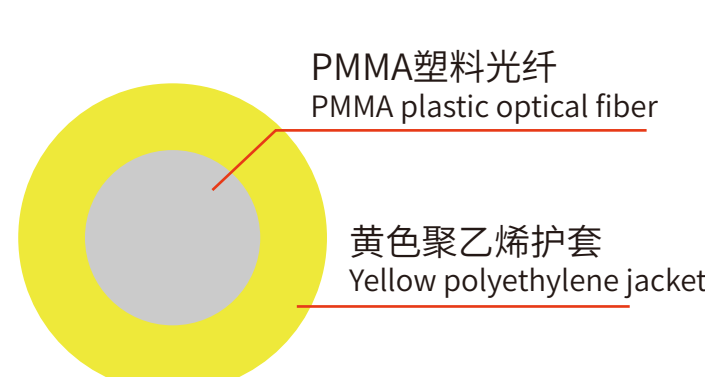 PMMA塑料光纤
PMMA plastic optical fiber
黄色聚乙烯护套
Yellow polyethylene jacket